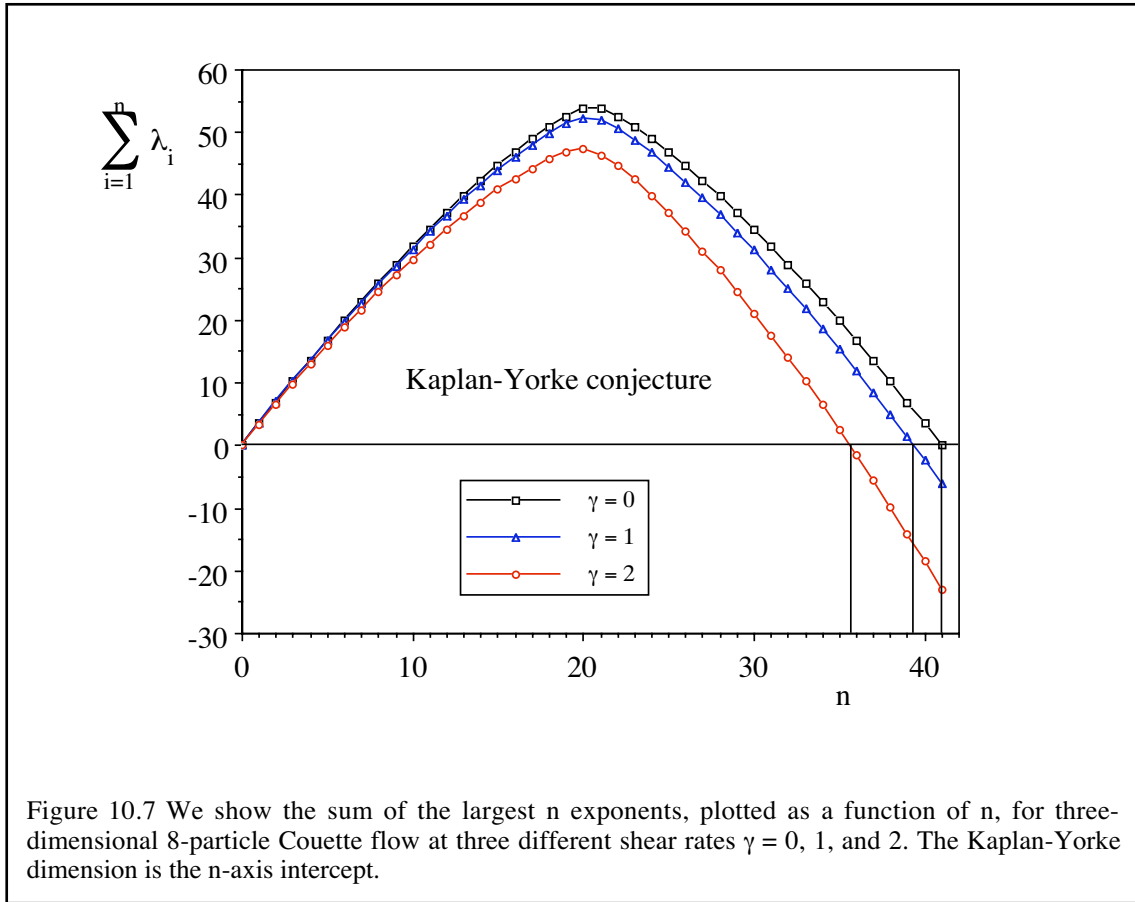 60
50
40
30
20
10
0
-10
-20
-30
n
∑ λi
i=1
Kaplan-Yorke conjecture
γ = 0
γ = 1
γ = 2
0 10 20 30 40
n
Figure 10.7 We show the sum of the largest n exponents, plotted as a function of n, for three-
dimensional 8-particle Couette flow at three different shear rates γ = 0, 1, and 2. The Kaplan-Yorke
dimension is the n-axis intercept.